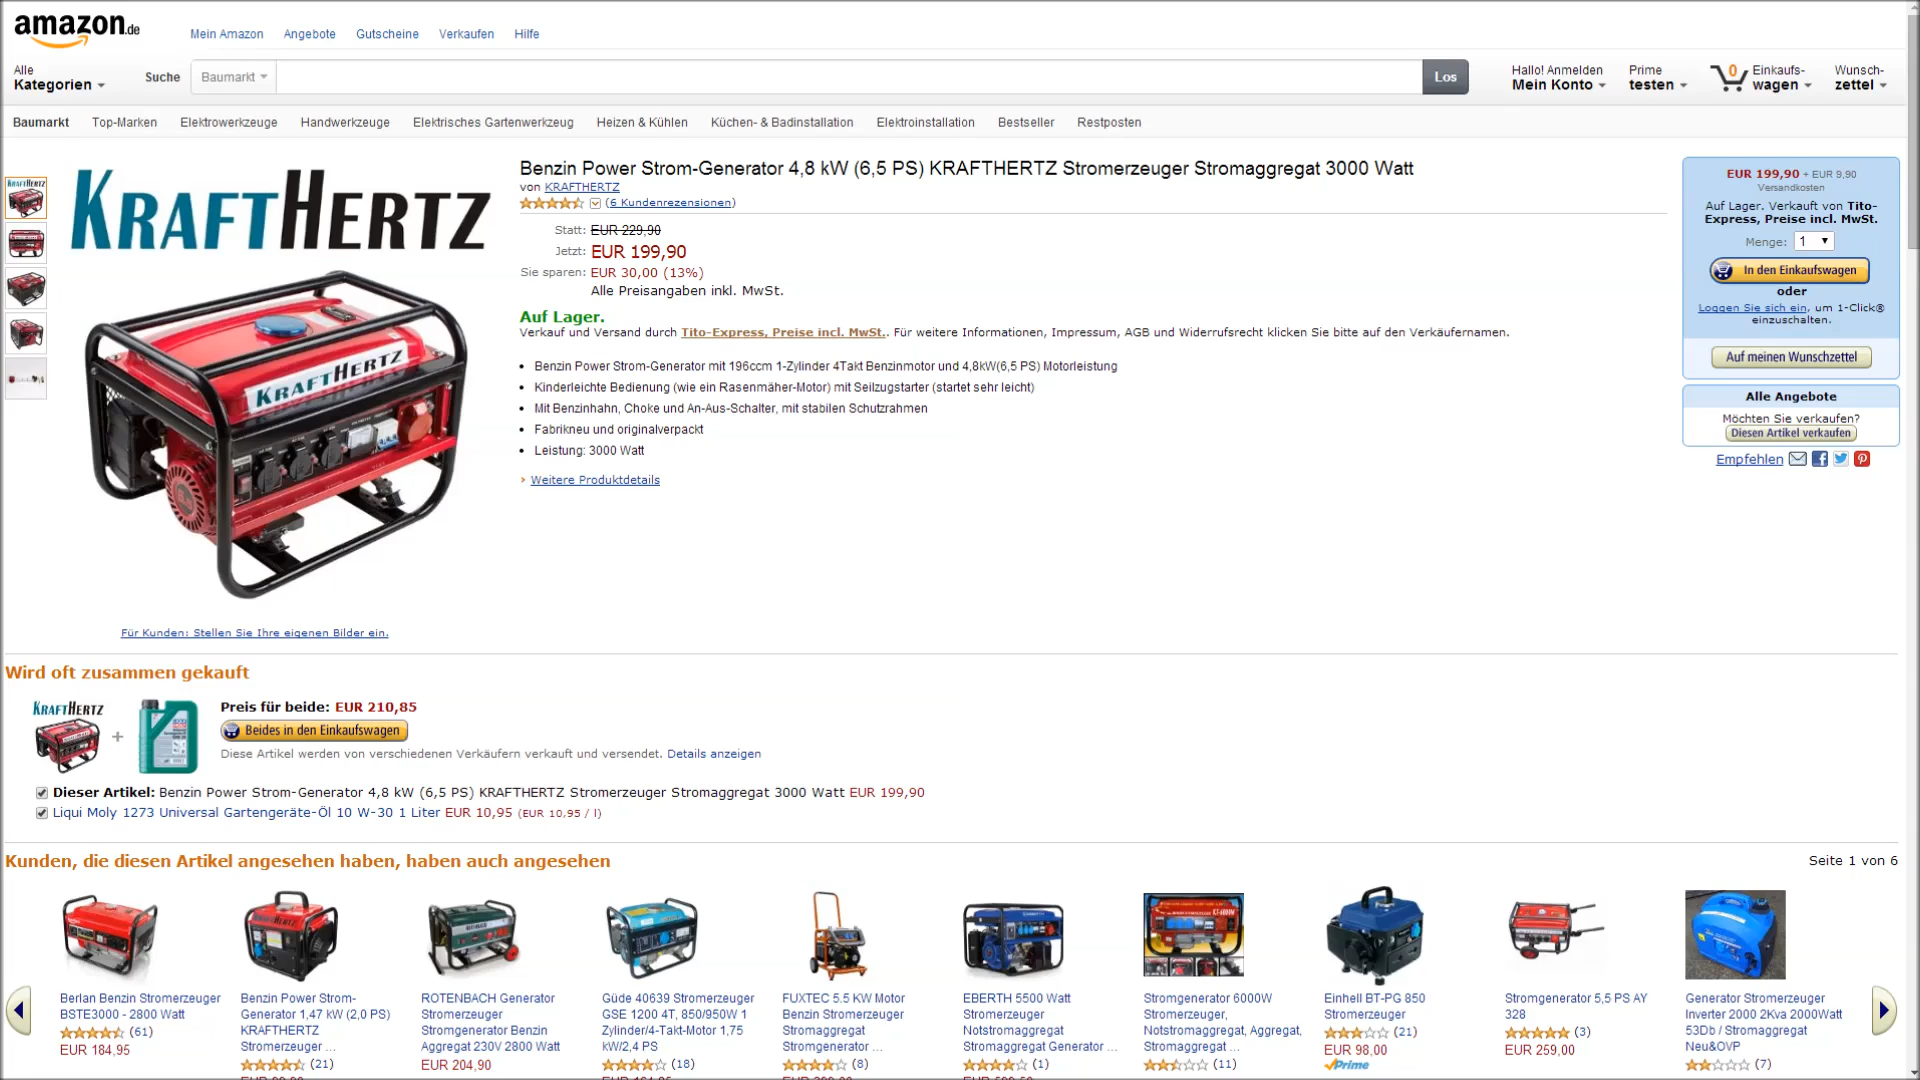 amazon.de
Mein Amazon Angebote Gutscheine Verkaufen Hilfe
Alle Kategorien
Suche Baumarkt Los
Hallo! Anmelden Mein Konto
Prime testen
0 Einkaufs-wagen
Wunsch-zettel
Baumarkt Top-Marken Elektrowerkzeuge Handwerkzeuge Elektrisches Gartenwerkzeug Heizen & Kühlen Küchen- & Badinstallation Elektroinstallation Bestseller Restposten
KRAFTHERTZ
KRAFTHERTZ
Für Kunden: Stellen Sie Ihre eigenen Bilder ein.
Benzin Power Strom-Generator 4,8 kW (6,5 PS) KRAFTHERTZ Stromerzeuger Stromaggregat 3000 Watt
von KRAFTHERTZ
(6 Kundenrezensionen)
Statt: EUR 229,90
Jetzt: EUR 199,90
Sie sparen: EUR 30,00 (13%)
Alle Preisangaben inkl. MwSt.
Auf Lager.
Verkauf und Versand durch Tito-Express, Preise incl. MwSt.. Für weitere Informationen, Impressum, AGB und Widerrufsrecht klicken Sie bitte auf den Verkäufernamen.
Benzin Power Strom-Generator mit 196ccm 1-Zylinder 4Takt Benzinmotor und 4,8kW(6,5 PS) Motorleistung
Kinderleichte Bedienung (wie ein Rasenmäher-Motor) mit Seilzugstarter (startet sehr leicht)
Mit Benzinhahn, Choke und An-Aus-Schalter, mit stabilen Schutzrahmen
Fabrikneu und originalverpackt
Leistung: 3000 Watt
Weitere Produktdetails
EUR 199,90 + EUR 9,90
Versandkosten
Auf Lager. Verkauf von Tito-
Express, Preise incl. MwSt.
Menge: 1
In den Einkaufswagen
oder
Loggen Sie sich ein, um 1-Click®
einzuschalten.
Auf meinen Wunschzettel
Alle Angebote
Möchten Sie verkaufen?
Diesen Artikel verkaufen
Empfehlen
Wird oft zusammen gekauft
KRAFTHERTZ
+
Preis für beide: EUR 210,85
Beides in den Einkaufswagen
Diese Artikel werden von verschiedenen Verkäufern verkauft und versendet. Details anzeigen
Dieser Artikel: Benzin Power Strom-Generator 4,8 kW (6,5 PS) KRAFTHERTZ Stromerzeuger Stromaggregat 3000 Watt EUR 199,90
Liqui Moly 1273 Universal Gartengeräte-Öl 10 W-30 1 Liter EUR 10,95 (EUR 10,95 / l)
Kunden, die diesen Artikel angesehen haben, haben auch angesehen
Seite 1 von 6
Berlan Benzin Stromerzeuger
BSTE3000 - 2800 Watt
(61)
EUR 184,95
Benzin Power Strom-
Generator 1,47 kW (2,0 PS)
KRAFTHERTZ
Stromerzeuger ...
(21)
ROTENBACH Generator
Stromerzeuger
Stromgenerator Benzin
Aggregat 230V 2800 Watt
EUR 204,90
Güde 40639 Stromerzeuger
GSE 1200 4T, 850/950W 1
Zylinder/4-Takt-Motor 1,75
kW/2,4 PS
(18)
FUXTEC 5.5 KW Motor
Benzin Stromerzeuger
Stromaggregat
Stromgenerator ...
(8)
EBERTH 5500 Watt
Stromerzeuger
Notstromaggregat
Stromaggregat Generator ...
(1)
Stromgenerator 6000W
Stromerzeuger,
Notstromaggregat, Aggregat,
Stromaggregat ...
(11)
Einhell BT-PG 850
Stromerzeuger
(21)
EUR 98,00
Prime
Stromgenerator 5,5 PS AY
328
(3)
EUR 259,00
Generator Stromerzeuger
Inverter 2000 2Kva 2000Watt
53Db / Stromaggregat
Neu&OVP
(7)